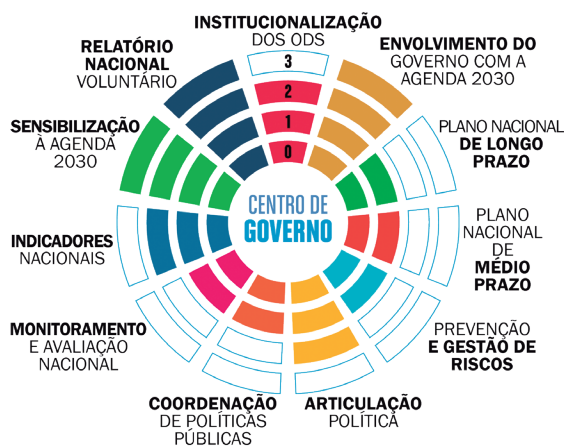 INSTITUCIONALIZAÇÃO
DOS ODS
3
2
1
0
ENVOLVIMENTO DO
GOVERNO COM A
AGENDA 2030
PLANO NACIONAL
DE LONGO
PRAZO
PLANO
NACIONAL
DE
MÉDIO
PRAZO
PREVENÇÃO
E GESTÃO DE
RISCOS
ARTICULAÇÃO
POLÍTICA
COORDENAÇÃO
DE POLÍTICAS
PÚBLICAS
MONITORAMENTO
E AVALIAÇÃO
NACIONAL
INDICADORES
NACIONAIS
SENSIBILIZAÇÃO
À AGENDA
2030
RELATÓRIO
NACIONAL
VOLUNTÁRIO
CENTRO DE
GOVERNO